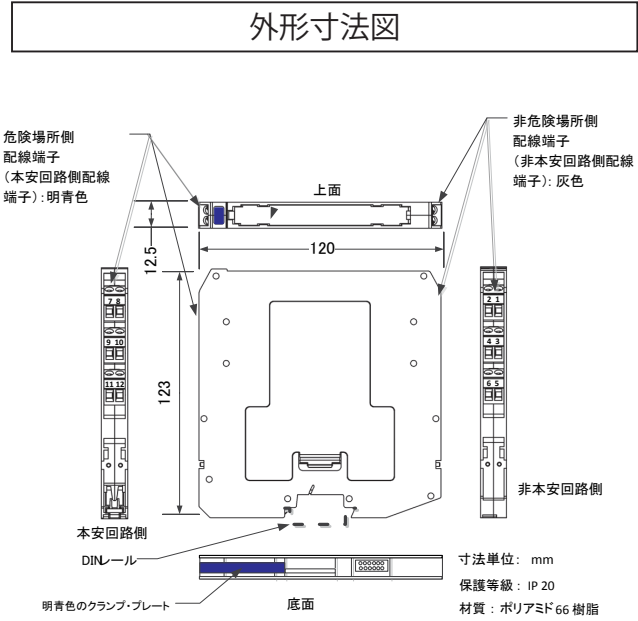 外形寸法図
危険場所側
配線端子
(本安回路側配線
端子): 明青色
非危険場所側
配線端子
(非本安回路側配線
端子): 灰色
上面
12.5
120
123
7 8
9 10
11 12
2 1
4 3
6 5
本安回路側
非本安回路側
DINレール
明青色のクランプ・プレート
底面
寸法単位: mm
保護等級 : IP 20
材質 : ポリアミド 66 樹脂